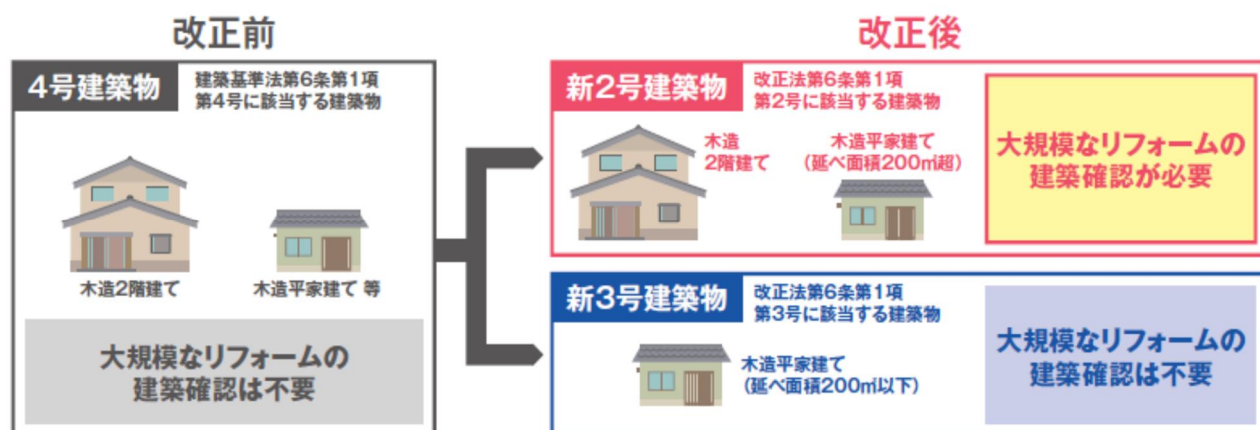 改正前
4号建築物
建築基準法第6条第1項
第4号に該当する建築物
木造2階建て
木造平家建て 等
大規模なリフォームの
建築確認は不要
改正後
新2号建築物
改正法第6条第1項
第2号に該当する建築物
木造
2階建て
木造平家建て
(延べ面積200㎡超)
大規模なリフォームの
建築確認が必要
新3号建築物
改正法第6条第1項
第3号に該当する建築物
木造平家建て
(延べ面積200㎡以下)
大規模なリフォームの
建築確認は不要